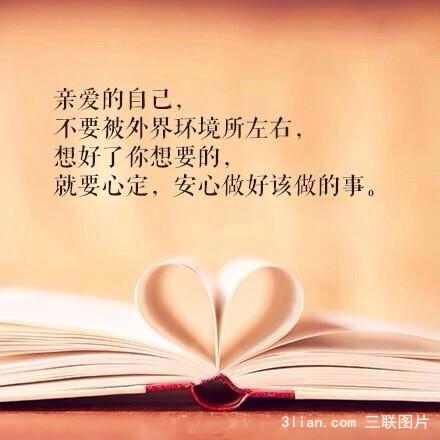 亲爱的自己，
不要被外界环境所左右，
想好了你想要的，
就要心定，安心做好该做的事。
3lian.com 三联图片